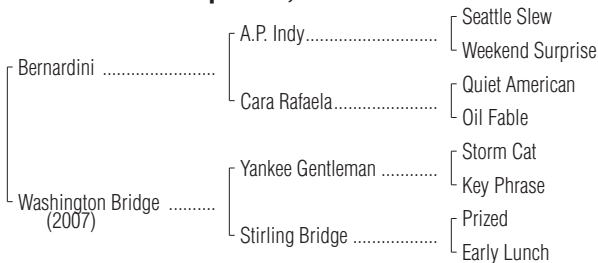 Seattle Slew
A.P. Indy
Weekend Surprise
Bernardini
Quiet American
Cara Rafaela
Oil Fable
Storm Cat
Yankee Gentleman
Key Phrase
Washington Bridge
(2007)
Prized
Stirling Bridge
Early Lunch